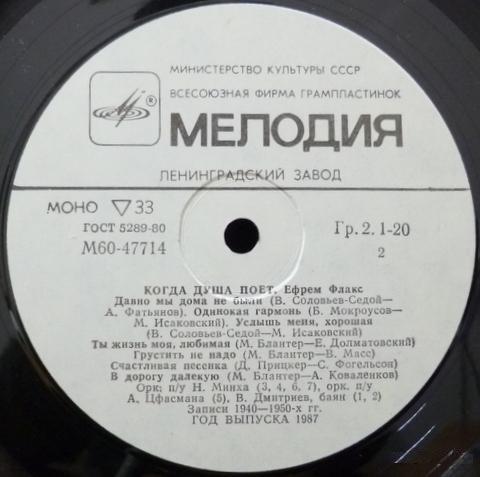 МИНИСТЕРСТВО КУЛЬТУРЫ СССР
ВСЕСОЮЗНАЯ ФИРМА ГРАМПЛАСТИНОК
®
МЕЛОДИЯ
ЛЕНИНГРАДСКИЙ ЗАВОД
МОНО ▽ 33
ГОСТ 5289-80
М60-47714
Гр. 2. 1-20
2
КОГДА ДУША ПОЕТ. Ефрем Флакс
Давно мы дома не были (В. Соловьев-Седой—
А. Фатьянов). Одинокая гармонь (Б. Мокроусов—
М. Исаковский). Услышь меня, хорошая
(В. Соловьев-Седой— М. Исаковский)
Ты жизнь моя, любимая (М. Блантер—Е. Долматовский)
Грустить не надо (М. Блантер— В. Масс)
Счастливая песенка (Д. Прицкер—С. Фогельсон)
В дорогу далекую (М. Блантер—А. Коваленков)
Орк; п/у Н. Минха (3, 4, 6, 7), орк. п/у
А. Цфасмана (5). В. Дмитриев, баян (1, 2)
Записи 1940—1950-х гг.
ГОД ВЫПУСКА 1987